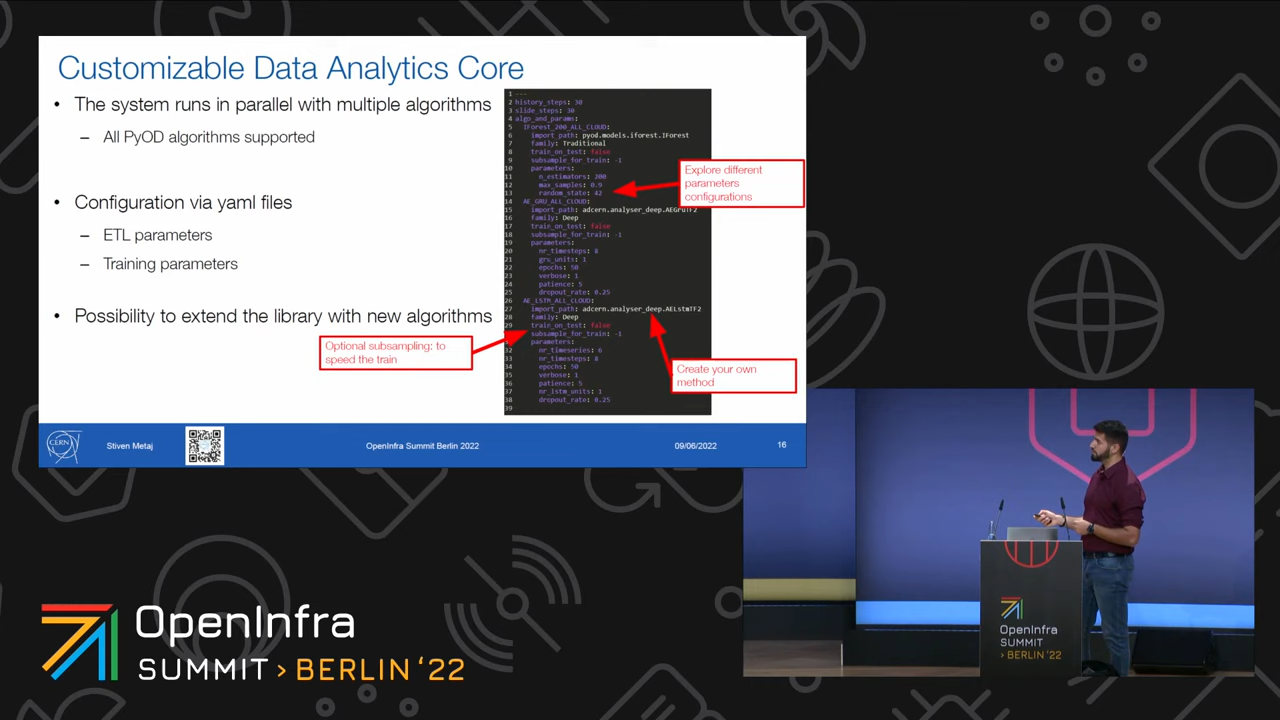 Customizable Data Analytics Core
• The system runs in parallel with multiple algorithms
– All PyOD algorithms supported
• Configuration via yaml files
– ETL parameters
– Training parameters
• Possibility to extend the library with new algorithms
1 ---
2 history_steps: 30
3 slide_steps: 30
4 algo_and_params:
5 IForest_200_ALL_CLOUD:
6 import_path: pyod.models.iforest.IForest
7 family: Traditional
8 train_on_test: false
9 subsample_for_train: -1
10 parameters:
11 n_estimators: 200
12 max_samples: 0.9
13 random_state: 42
14 AE_GRU_ALL_CLOUD:
15 import_path: adcern.analyser_deep.AEGruTF2
16 family: Deep
17 train_on_test: false
18 subsample_for_train: -1
19 parameters:
20 nr_timesteps: 8
21 gru_units: 1
22 epochs: 50
23 verbose: 1
24 patience: 5
25 dropout_rate: 0.25
26 AE_LSTM_ALL_CLOUD:
27 import_path: adcern.analyser_deep.AELstmTF2
28 family: Deep
29 train_on_test: false
subsample_for_train: -1
parameters:
32 nr_timeseries: 6
33 nr_timesteps: 8
34 epochs: 50
35 verbose: 1
36 patience: 5
37 nr_lstm_units: 1
38 dropout_rate: 0.25
39
Explore different
parameters
configurations
Optional subsampling: to
speed the train
Create your own
method
CERN
Stiven Metaj
OpenInfra Summit Berlin 2022
09/06/2022
16
OpenInfra
SUMMIT > BERLIN ‘22
OpenInfra
SUMMIT
> BERLIN ‘22